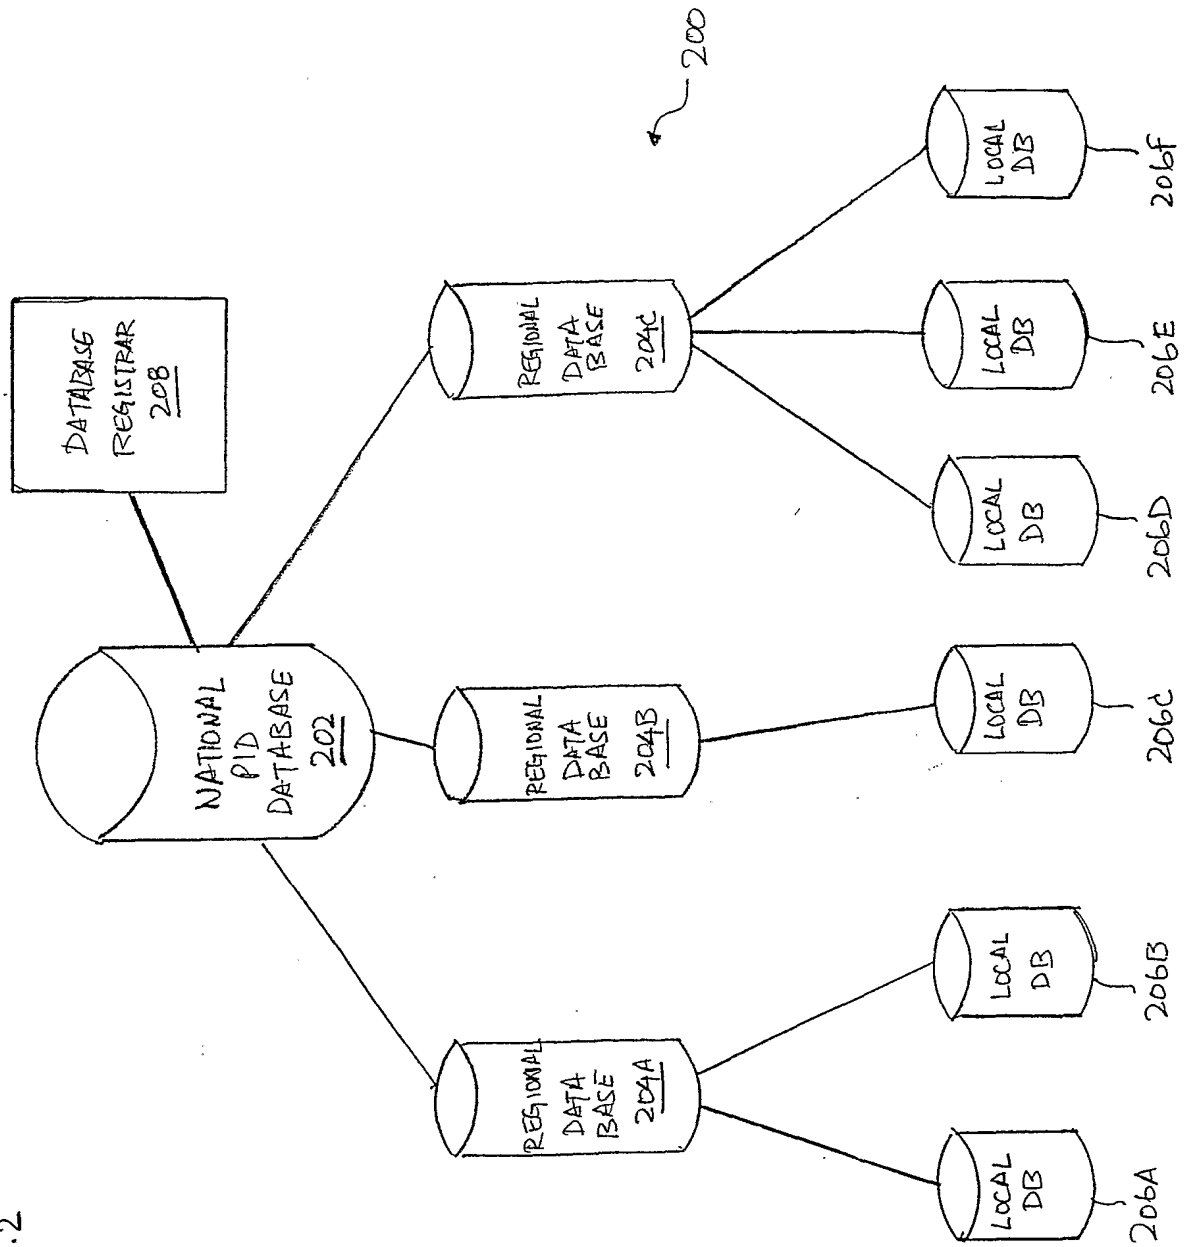 .2
DATABASE
REGISTRAR
208
NATIONAL
PID
DATABASE
202
200
REGIONAL
DATA
BASE
204A
REGIONAL
DATA
BASE
204B
REGIONAL
DATA
BASE
204C
LOCAL
DB
206A
LOCAL
DB
206B
LOCAL
DB
206C
LOCAL
DB
206D
LOCAL
DB
206E
LOCAL
DB
206F